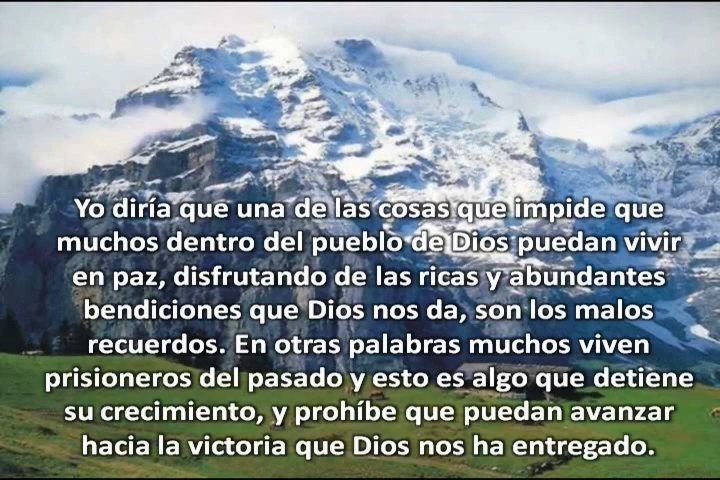 Yo diría que una de las cosas que impide que
muchos dentro del pueblo de Dios puedan vivir
en paz, disfrutando de las ricas y abundantes
bendiciones que Dios nos da, son los malos
recuerdos. En otras palabras muchos viven
prisioneros del pasado y esto es algo que detiene
su crecimiento, y prohíbe que puedan avanzar
hacia la victoria que Dios nos ha entregado.